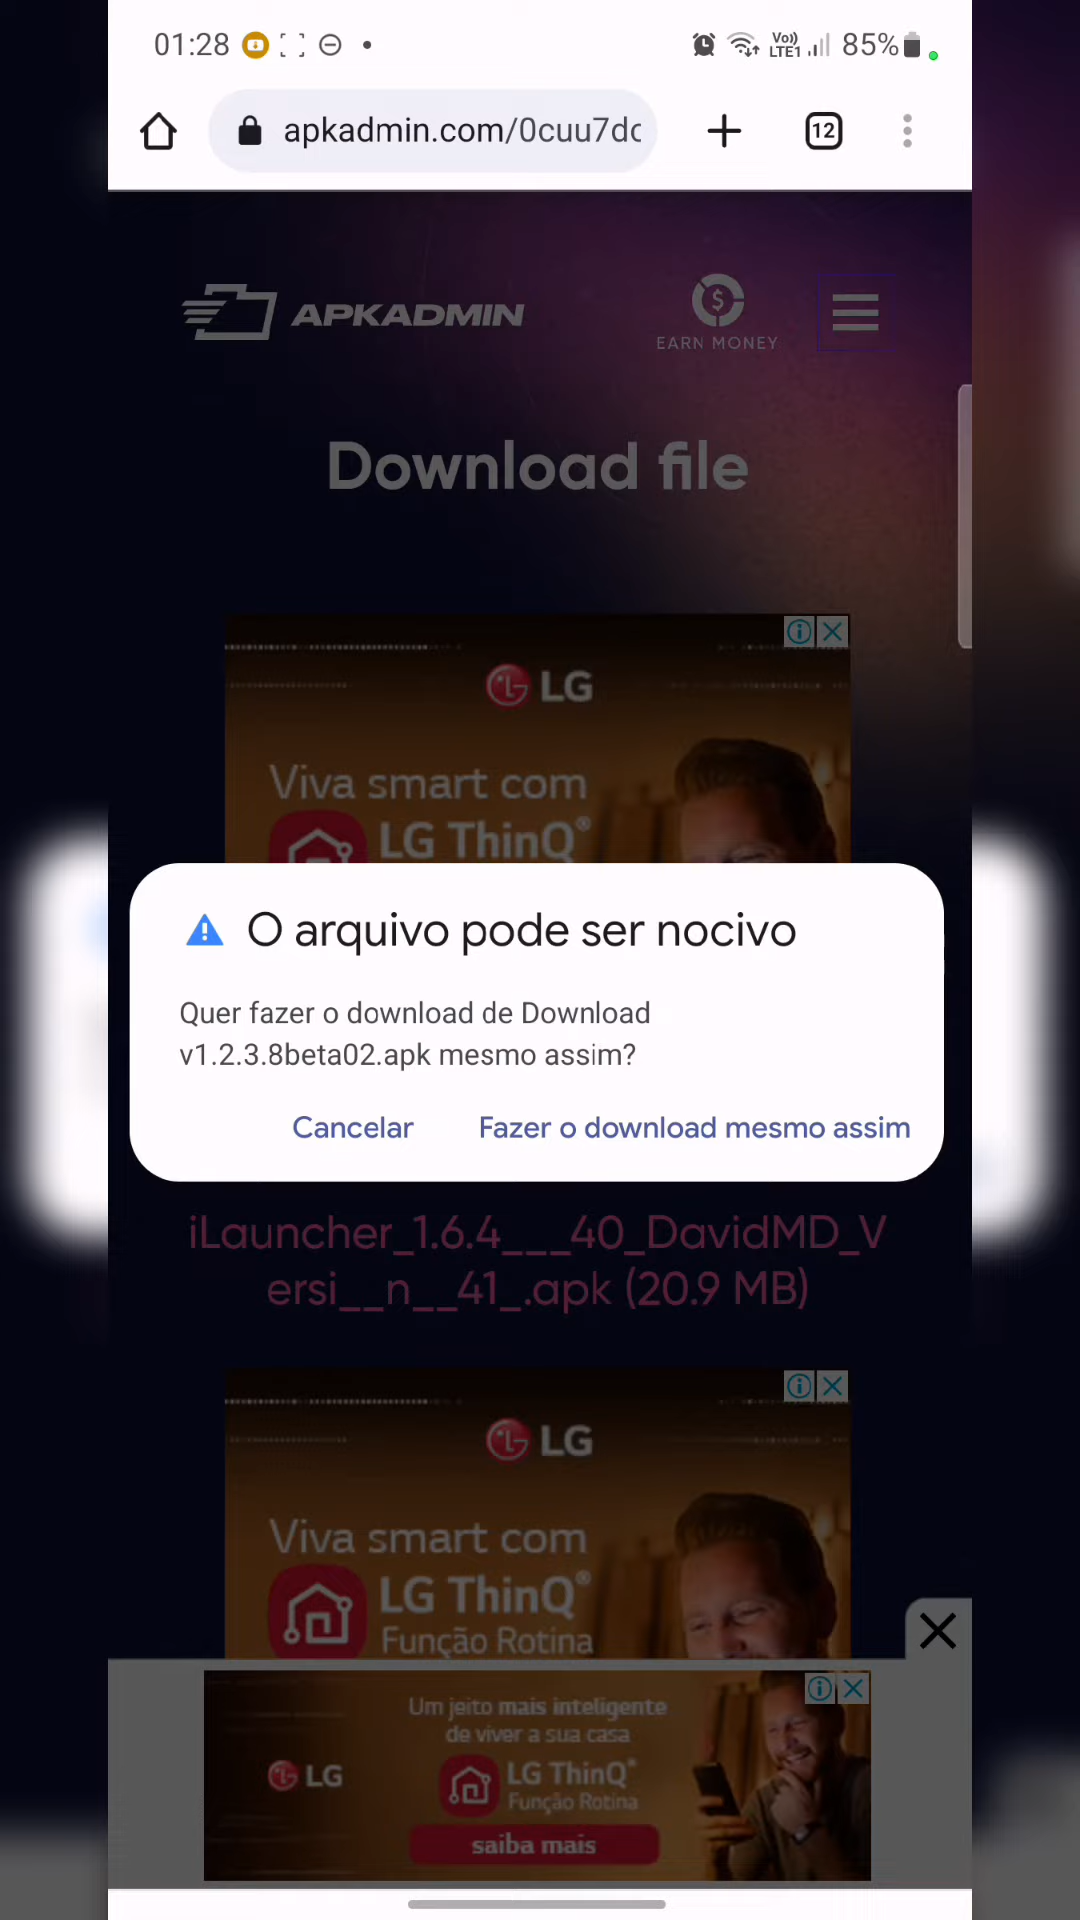 01:28
Vo)) LTE1 85%
apkadmin.com/0cuu7dc
12
APKADMIN
EARN MONEY
Download file
LG
Viva smart com
LG ThinQ®
O arquivo pode ser nocivo
Quer fazer o download de Download
v1.2.3.8beta02.apk mesmo assim?
Cancelar
Fazer o download mesmo assim
iLauncher_1.6.4___40_DavidMD_V
ersi__n__41_.apk (20.9 MB)
LG
Viva smart com
LG ThinQ®
Função Rotina
Um jeito mais inteligente
de viver a sua casa
LG
LG ThinQ®
Função Rotina
saiba mais